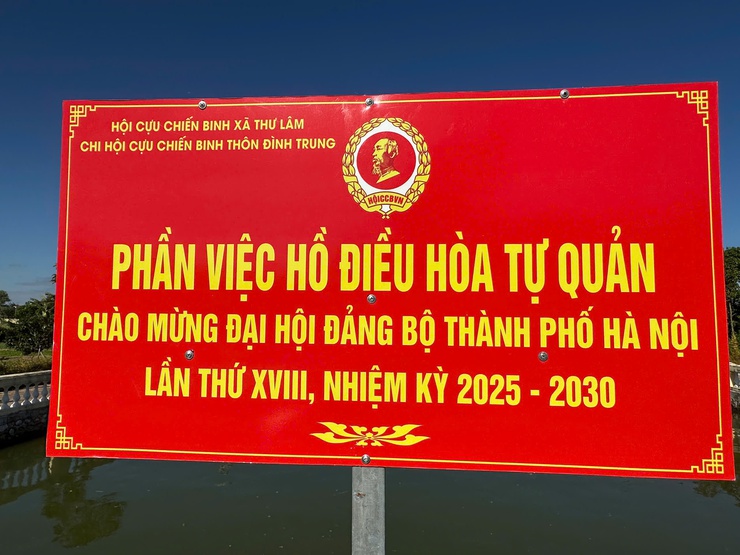 HỘI CỰU CHIẾN BINH XÃ THƯ LÂM
CHI HỘI CỰU CHIẾN BINH THÔN ĐÌNH TRUNG
HỘICCBVN
PHẦN VIỆC HỒ ĐIỀU HÒA TỰ QUẢN
CHÀO MỪNG ĐẠI HỘI ĐẢNG BỘ THÀNH PHỐ HÀ NỘI
LẦN THỨ XVIII, NHIỆM KỲ 2025 - 2030